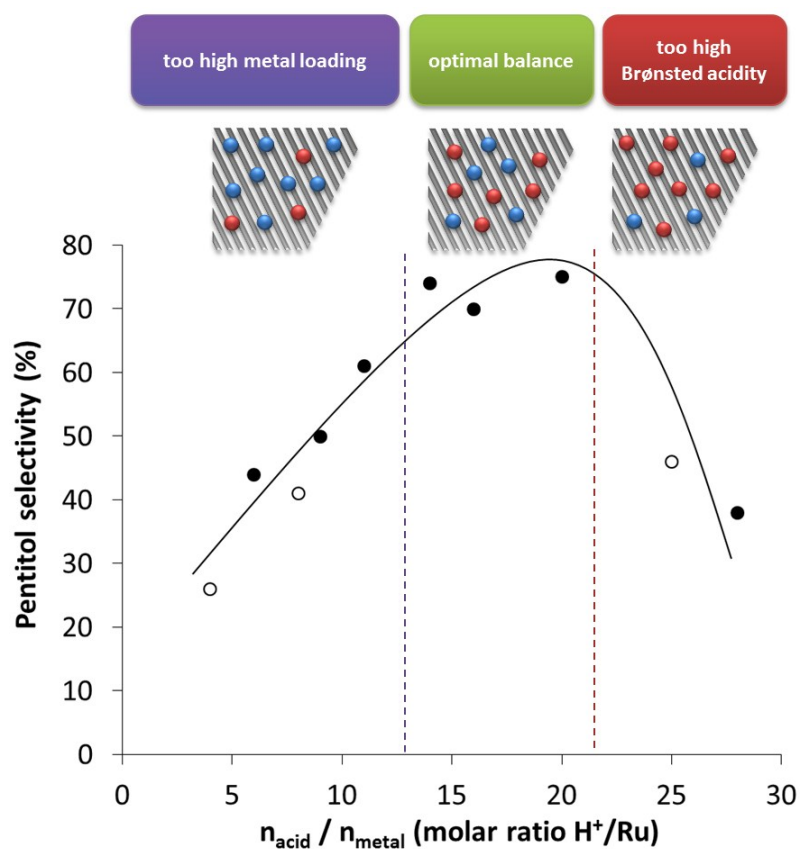 too high metal loading
optimal balance
too high
Brønsted acidity
80
70
60
50
40
30
20
10
0
Pentitol selectivity (%)
0 5 10 15 20 25 30
nacid / nmetal (molar ratio H⁺/Ru)